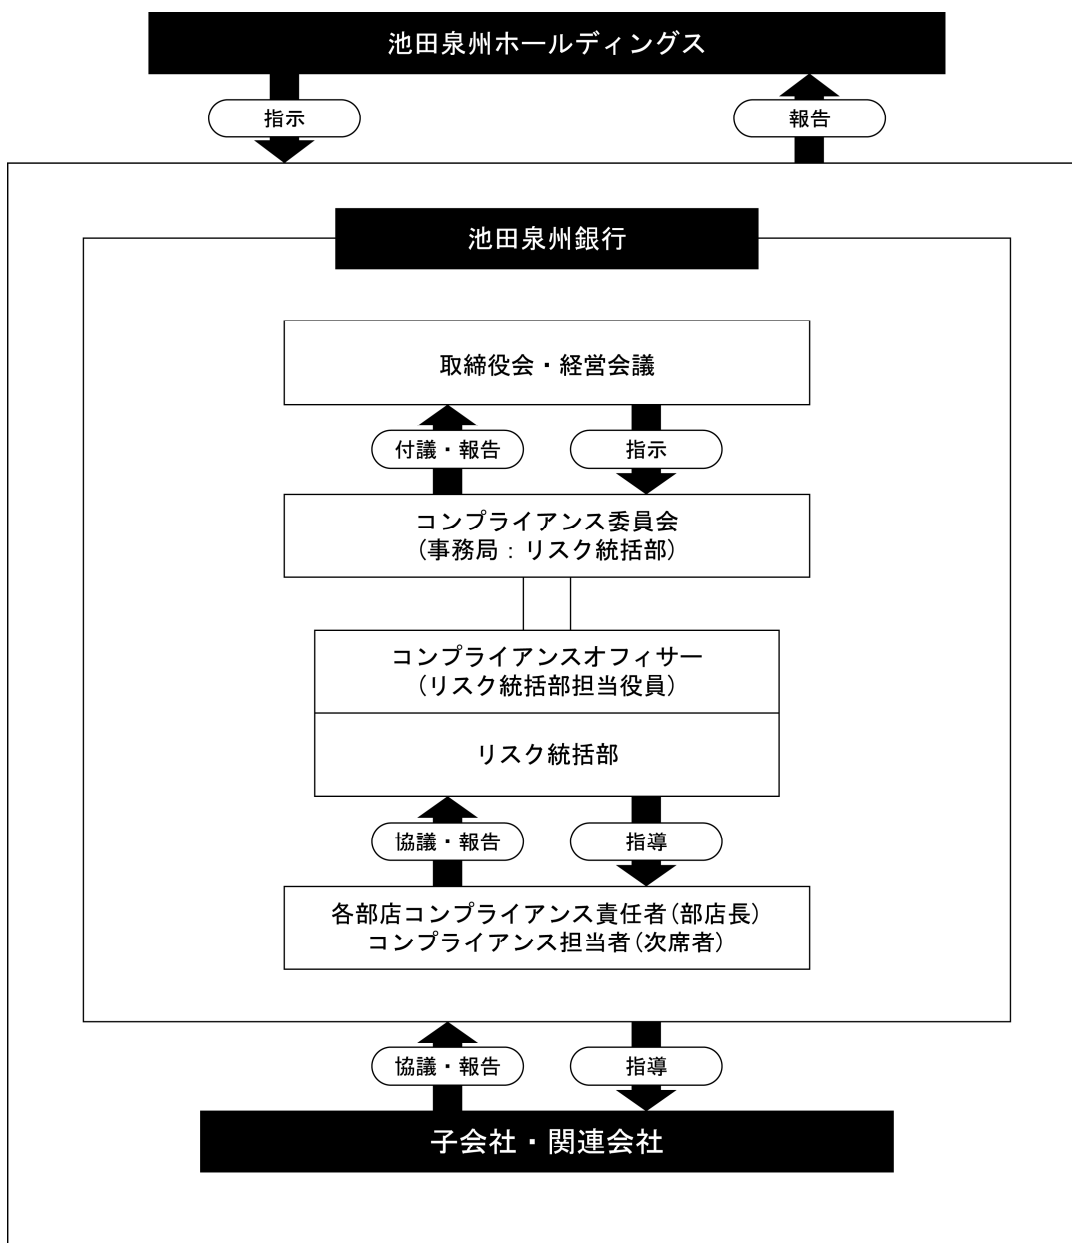 池田泉州ホールディングス
指示
報告
池田泉州銀行
取締役会・経営会議
付議・報告
指示
コンプライアンス委員会
(事務局：リスク統括部)
コンプライアンスオフィサー
(リスク統括部担当役員)
リスク統括部
協議・報告
指導
各部店コンプライアンス責任者(部店長)
コンプライアンス担当者(次席者)
協議・報告
指導
子会社・関連会社